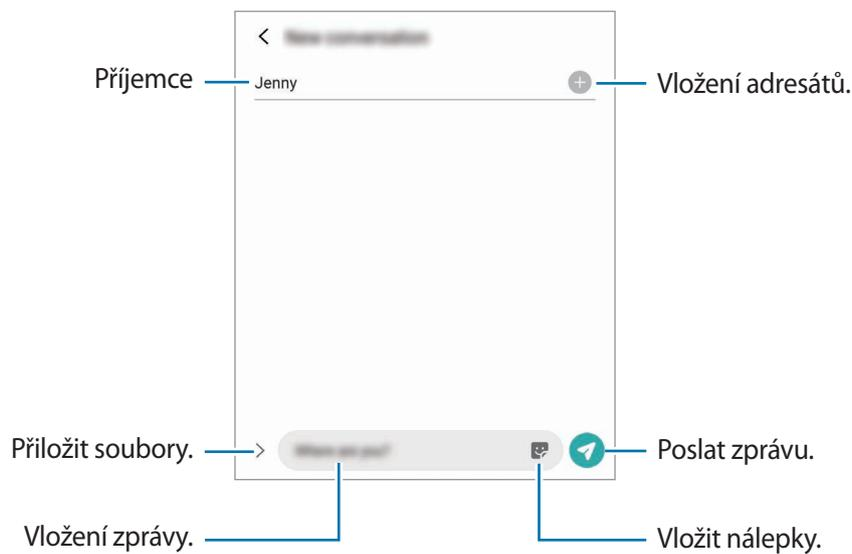 Příjemce
Jenny
Vložení adresátů.
Přiložit soubory.
Poslat zprávu.
Vložení zprávy.
Vložit nálepky.